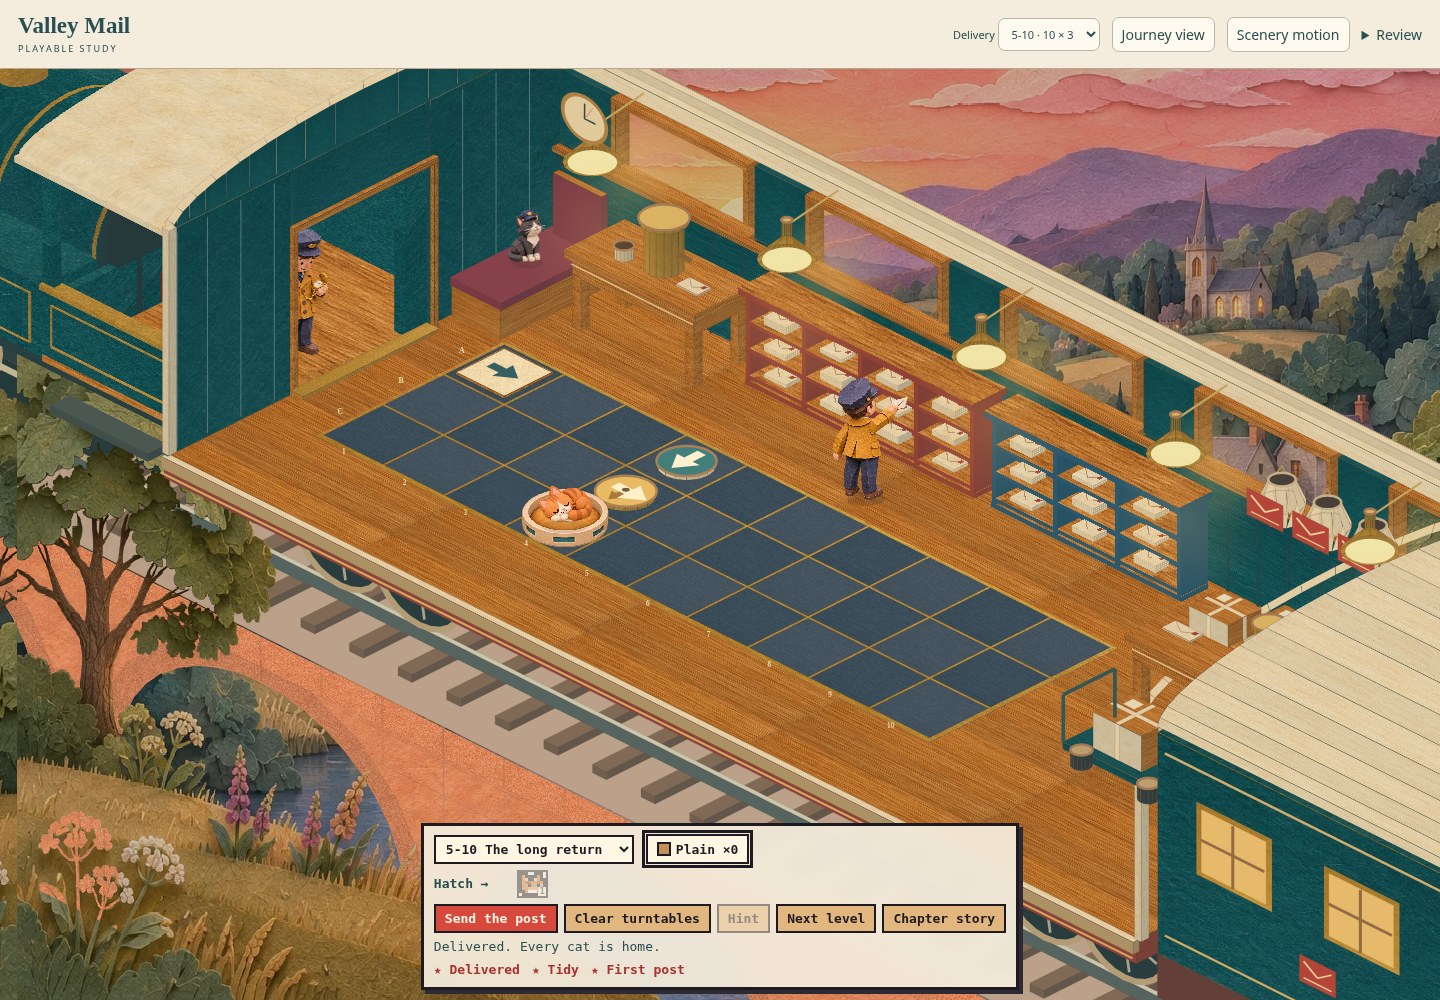 Valley Mail
PLAYABLE STUDY
Delivery 5-10 · 10 × 3 Journey view Scenery motion ▶ Review
A
B
C
1
2
3
4
5
6
7
8
9
10
5-10 The long return Plain ×0
Hatch →
Send the post Clear turntables Hint Next level Chapter story
Delivered. Every cat is home.
★ Delivered ★ Tidy ★ First post